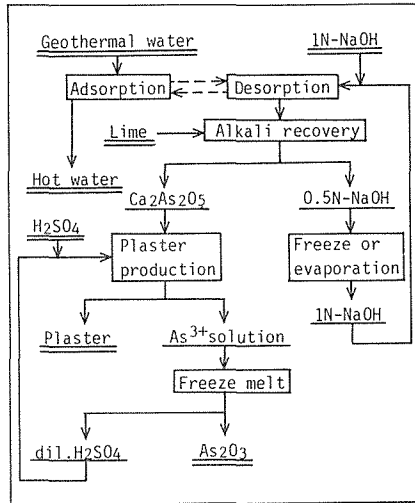 Geothermal water
1N-NaOH
Adsorption
Desorption
Lime
Alkali recovery
Hot water
Ca2As2O5
0.5N-NaOH
H2SO4
Plaster
production
Freeze or
evaporation
Plaster
As3+solution
1N-NaOH
Freeze melt
dil.H2SO4
As2O3